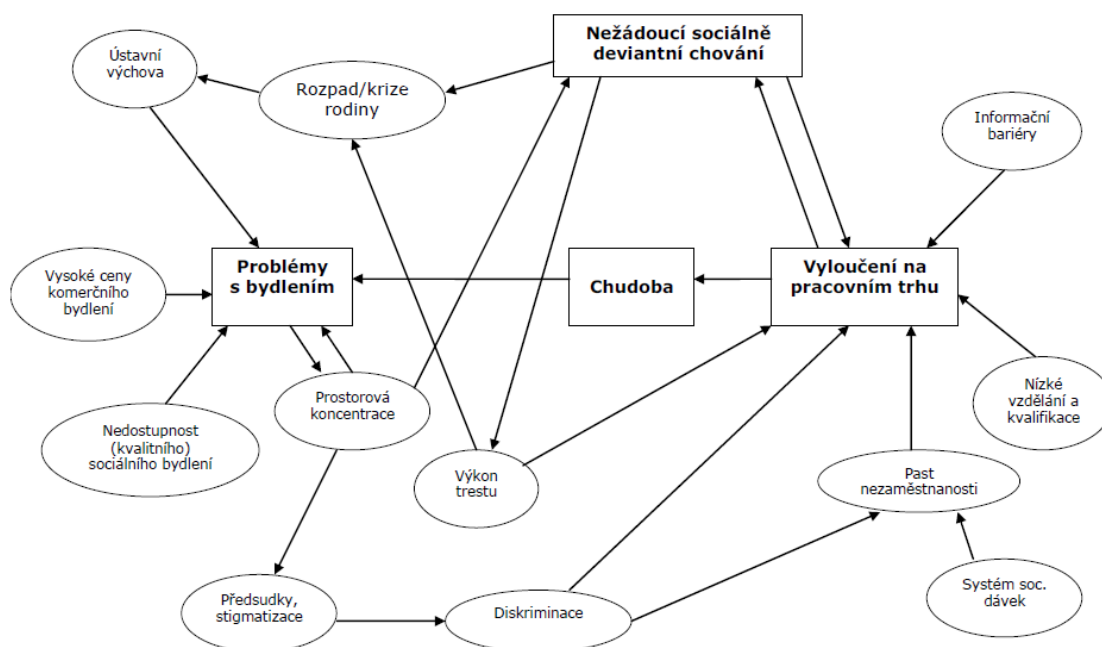 Nežádoucí sociálně
deviantní chování
Ústavní
výchova
Rozpad/krize
rodiny
Informační
bariéry
Vysoké ceny
komerčního
bydlení
Problémy
s bydlením
Chudoba
Vyloučení na
pracovním trhu
Prostorová
koncentrace
Nízké
vzdělání a
kvalifikace
Nedostupnost
(kvalitního)
sociálního bydlení
Výkon
trestu
Past
nezaměstnanosti
Předsudky,
stigmatizace
Diskriminace
Systém soc.
dávek